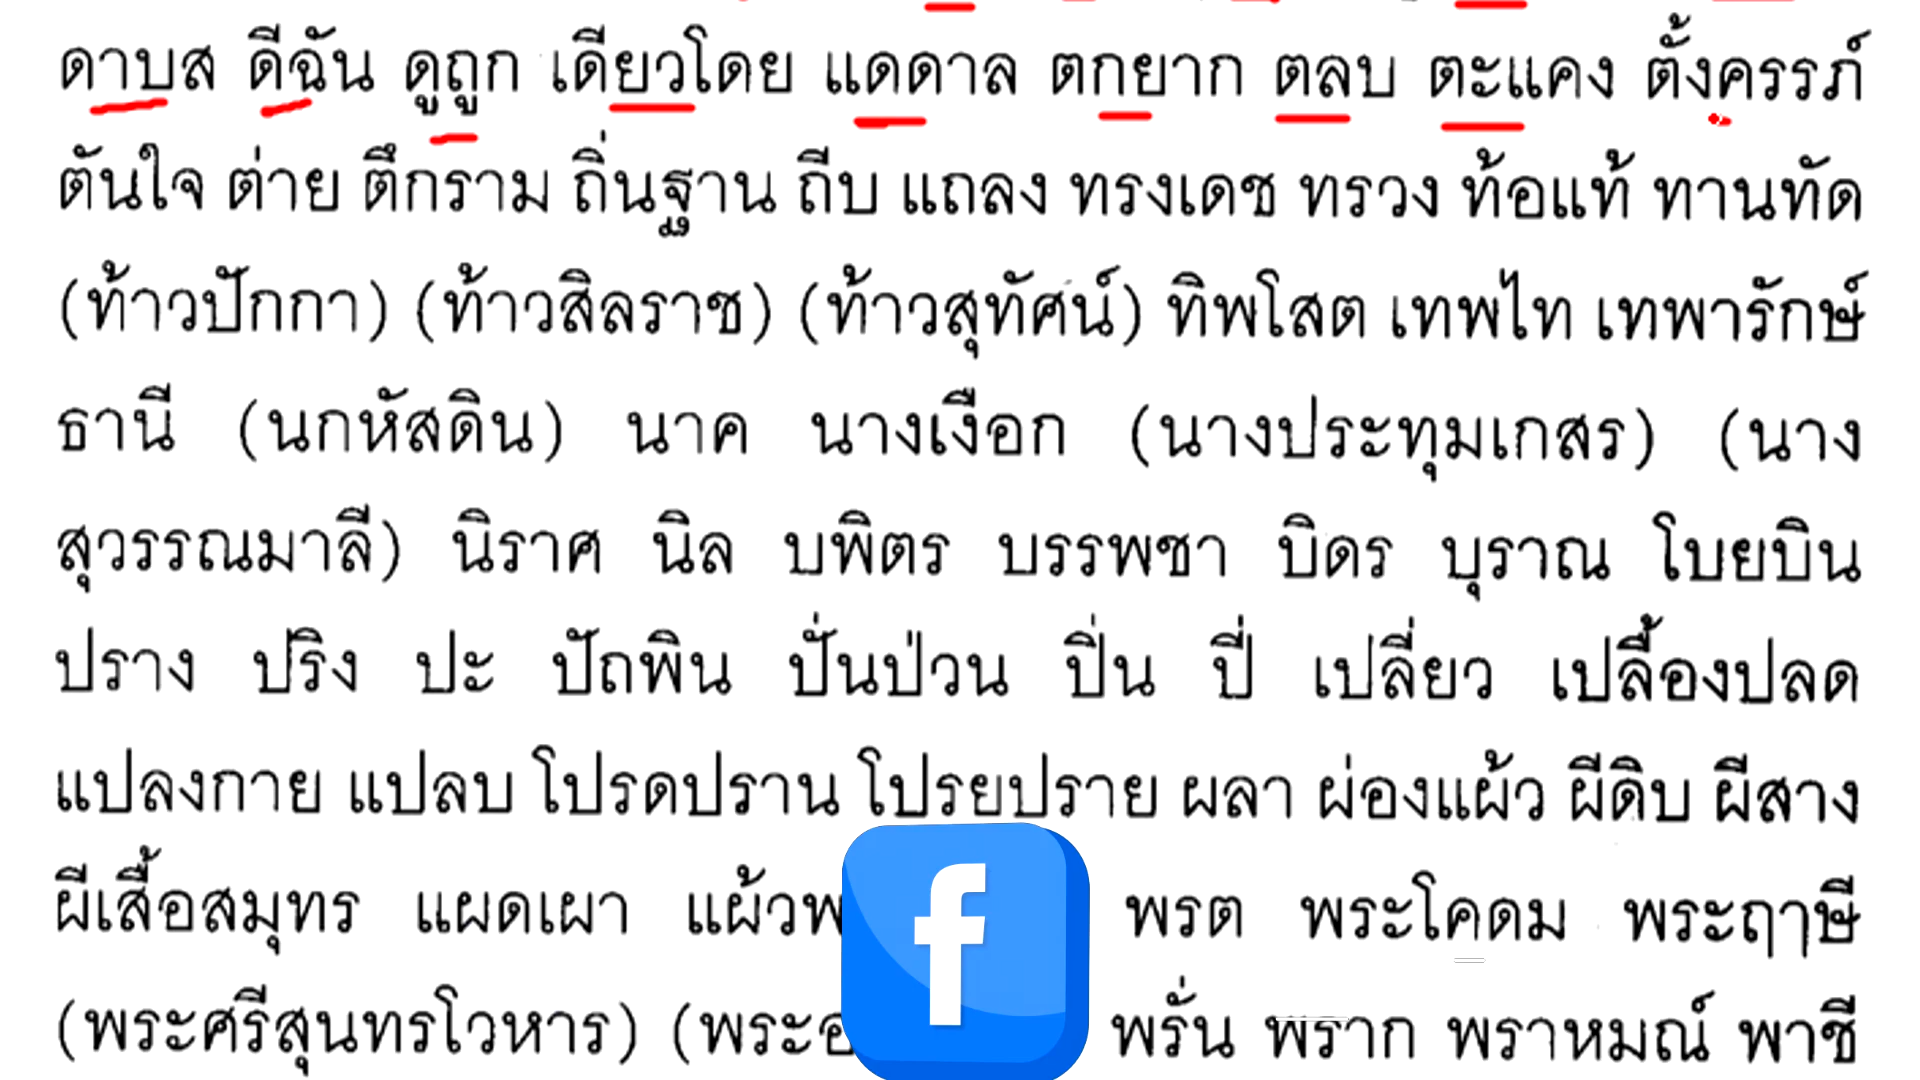 ดาบส ดีฉัน ดูถูก เดียวโดย แดดาล ตกยาก ตลบ ตะแคง ตั้งครรภ์
ตันใจ ต่าย ตึกราม ถิ่นฐาน ถีบ แถลง ทรงเดช ทรวง ท้อแท้ ทานทัด
(ท้าวปักกา) (ท้าวสิลราช) (ท้าวสุทัศน์) ทิพโสต เทพไท เทพารักษ์
ธานี (นกหัสดิน) นาค นางเงือก (นางประทุมเกสร) (นาง
สุวรรณมาลี) นิราศ นิล บพิตร บรรพชา บิดร บุราณ โบยบิน
ปราง ปริง ปะ ปัถพิน ปั่นป่วน ปิ่น ปี่ เปลี่ยว เปลื้องปลด
แปลงกาย แปลบ โปรดปราน โปรยปราย ผลา ผ่องแผ้ว ผีดิบ ผีสาง
ผีเสื้อสมุทร แผดเผา แผ้วพ พรต พระโคดม พระฤๅษี
(พระศรีสุนทรโวหาร) (พระอ พรั่น พราก พราหมณ์ พาชี